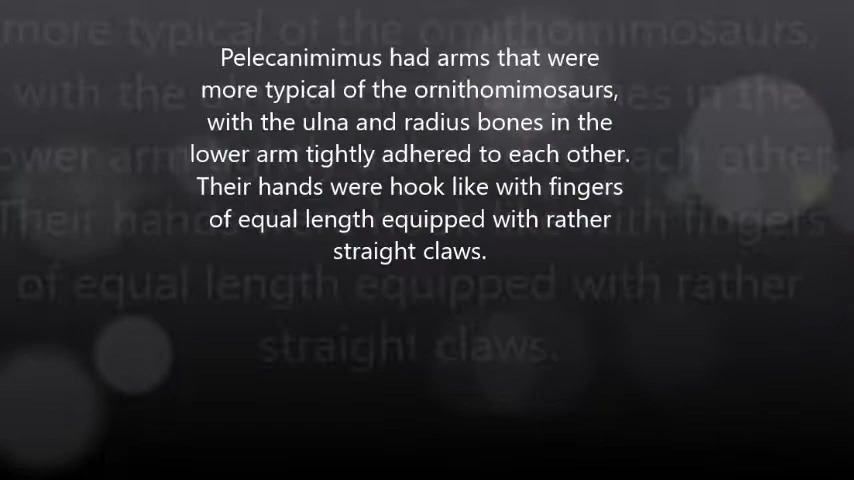 Pelecanimimus had arms that were
more typical of the ornithomimosaurs,
with the ulna and radius bones in the
lower arm tightly adhered to each other.
Their hands were hook like with fingers
of equal length equipped with rather
straight claws.